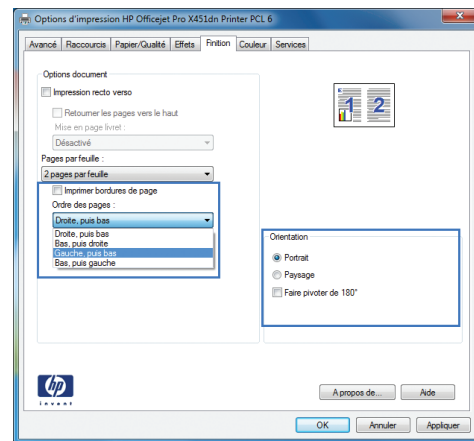 Options d'impression HP Officejet Pro X451dn Printer PCL 6
Avancé Raccourcis Papier/Qualité Effets Finition Couleur Services
Options document
Impression recto verso
Retourner les pages vers le haut
Mise en page livret :
Désactivé
Pages par feuille :
2 pages par feuille
Imprimer bordures de page
Ordre des pages :
Droite, puis bas
Droite, puis bas
Bas, puis droite
Gauche, puis bas
Bas, puis gauche
1 2
Orientation
Portrait
Paysage
Faire pivoter de 180°
hp
invent
A propos de... Aide
OK Annuler Appliquer